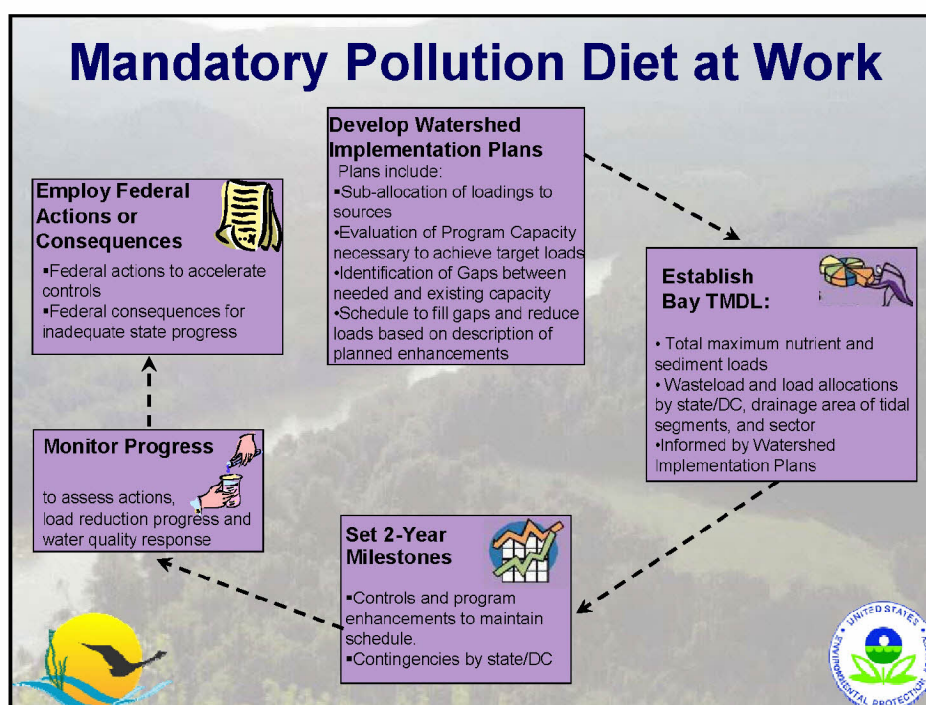 Mandatory Pollution Diet at Work
Develop Watershed
Implementation Plans
Plans include:
▪Sub-allocation of loadings to
sources
•Evaluation of Program Capacity
necessary to achieve target loads
•Identification of Gaps between
needed and existing capacity
•Schedule to fill gaps and reduce
loads based on description of
planned enhancements
Establish
Bay TMDL:
• Total maximum nutrient and
sediment loads
• Wasteload and load allocations
by state/DC, drainage area of tidal
segments, and sector
•Informed by Watershed
Implementation Plans
Set 2-Year
Milestones
▪Controls and program
enhancements to maintain
schedule.
▪Contingencies by state/DC
Monitor Progress
to assess actions,
load reduction progress and
water quality response
Employ Federal
Actions or
Consequences
▪Federal actions to accelerate
controls
▪Federal consequences for
inadequate state progress
UNITED STATES
PROTECTION